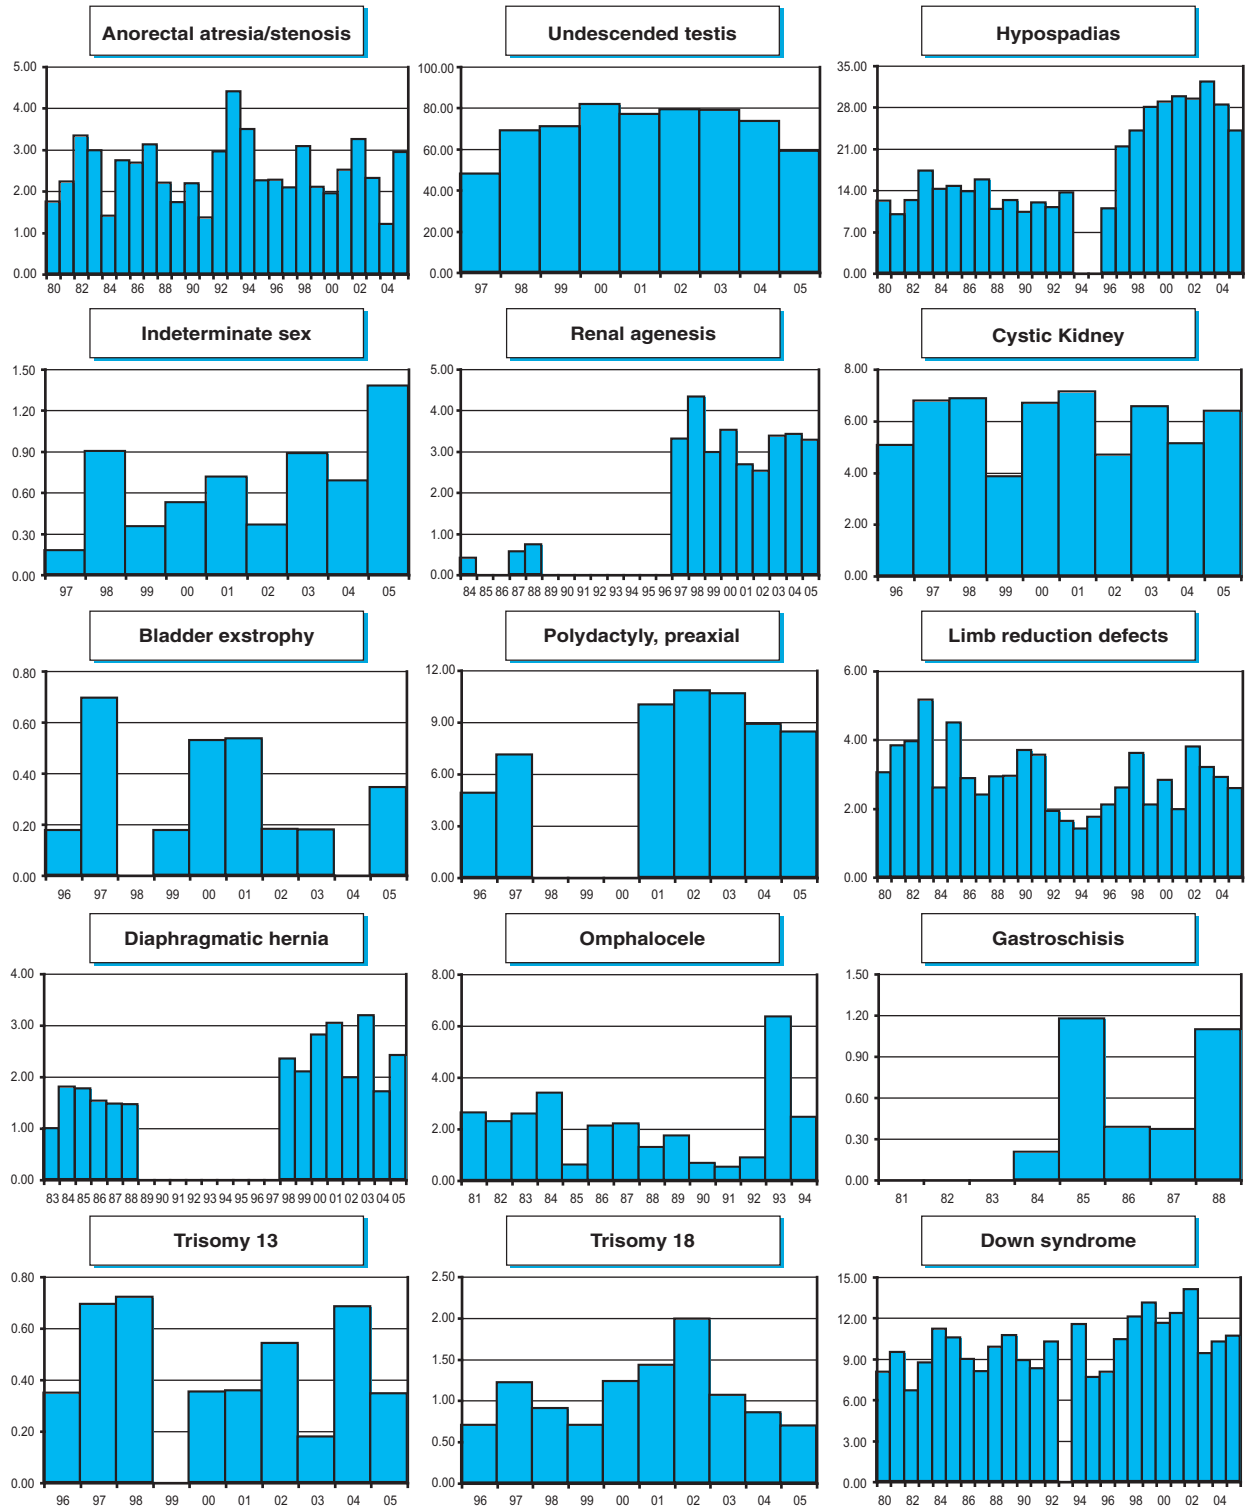 Anorectal atresia/stenosis
5.00
4.00
3.00
2.00
1.00
0.00
80 82 84 86 88 90 92 94 96 98 00 02 04
Undescended testis
100.00
80.00
60.00
40.00
20.00
0.00
97 98 99 00 01 02 03 04 05
Hypospadias
35.00
28.00
21.00
14.00
7.00
0.00
80 82 84 86 88 90 92 94 96 98 00 02 04
Indeterminate sex
1.50
1.20
0.90
0.60
0.30
0.00
97 98 99 00 01 02 03 04 05
Renal agenesis
5.00
4.00
3.00
2.00
1.00
0.00
84 85 86 87 88 89 90 91 92 93 94 95 96 97 98 99 00 01 02 03 04 05
Cystic Kidney
8.00
6.00
4.00
2.00
0.00
96 97 98 99 00 01 02 03 04 05
Bladder exstrophy
0.80
0.60
0.40
0.20
0.00
96 97 98 99 00 01 02 03 04 05
Polydactyly, preaxial
12.00
9.00
6.00
3.00
0.00
96 97 98 99 00 01 02 03 04 05
Limb reduction defects
6.00
4.00
2.00
0.00
80 82 84 86 88 90 92 94 96 98 00 02 04
Diaphragmatic hernia
4.00
3.00
2.00
1.00
0.00
83 84 85 86 87 88 89 90 91 92 93 94 95 96 97 98 99 00 01 02 03 04 05
Omphalocele
8.00
6.00
4.00
2.00
0.00
81 82 83 84 85 86 87 88 89 90 91 92 93 94
Gastroschisis
1.50
1.20
0.90
0.60
0.30
0.00
81 82 83 84 85 86 87 88
Trisomy 13
0.80
0.60
0.40
0.20
0.00
96 97 98 99 00 01 02 03 04 05
Trisomy 18
2.50
2.00
1.50
1.00
0.50
0.00
96 97 98 99 00 01 02 03 04 05
Down syndrome
15.00
12.00
9.00
6.00
3.00
0.00
80 82 84 86 88 90 92 94 96 98 00 02 04